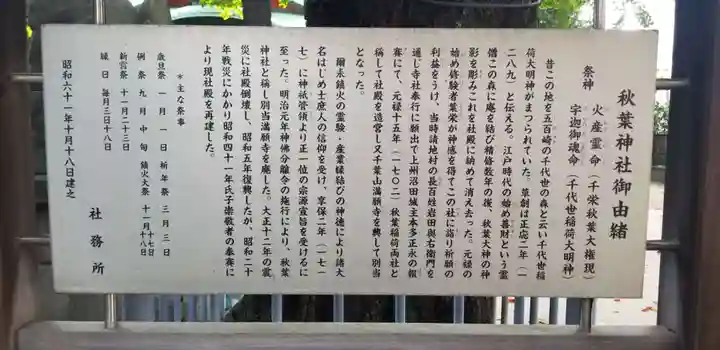 秋葉神社御由緒
祭神
火産霊命(千栄秋葉大権現)
宇迦御魂命(千代世稲荷大明神)
昔この地を五百崎の千代世の森と云い千代世稲
荷大明神がまつられていた。草創は正応二年(一
二八九)と伝える。江戸時代の始め善財という霊
僧この森に庵を結び精修数年の後、秋葉大神の神
影を彫みこれを社殿に納めて消え去った。元禄の
始め修験者葉栄が神感を得てこの社に詣り祈願の
利益をうけ、当時請地村の長百姓岩田与右衛門を
通じ寺社奉行に願出で上州沼田城主本多正永の報
賽にて、元禄十五年(一七〇二)秋葉稲荷両社と
称して社殿を造営し又千葉山満願寺を興して別当
となった。
爾来鎮火の霊験・産業縁結びの神徳により諸大
名はじめ士庶人の信仰を受け、享保二年(一七一
七)に神祇管領より正一位の宗源宣旨を受けるに
至った。明治元年神佛分離令の施行により、秋葉
神社と称し別当満願寺を廃した。大正十二年の震
災に社殿倒壊し、昭和五年復興したが、昭和二十
年戦災にかかり昭和四十一年氏子崇敬者の奉賽に
より現社殿を再建した。
*主な祭事
歳旦祭 一月一日 祈年祭 三月三日
例祭 九月中旬 鎮火大祭 十一月十七日 十八日
新嘗祭 十一月二十三日
縁日 毎月三日十八日
昭和六十一年十月十八日建之
社務所